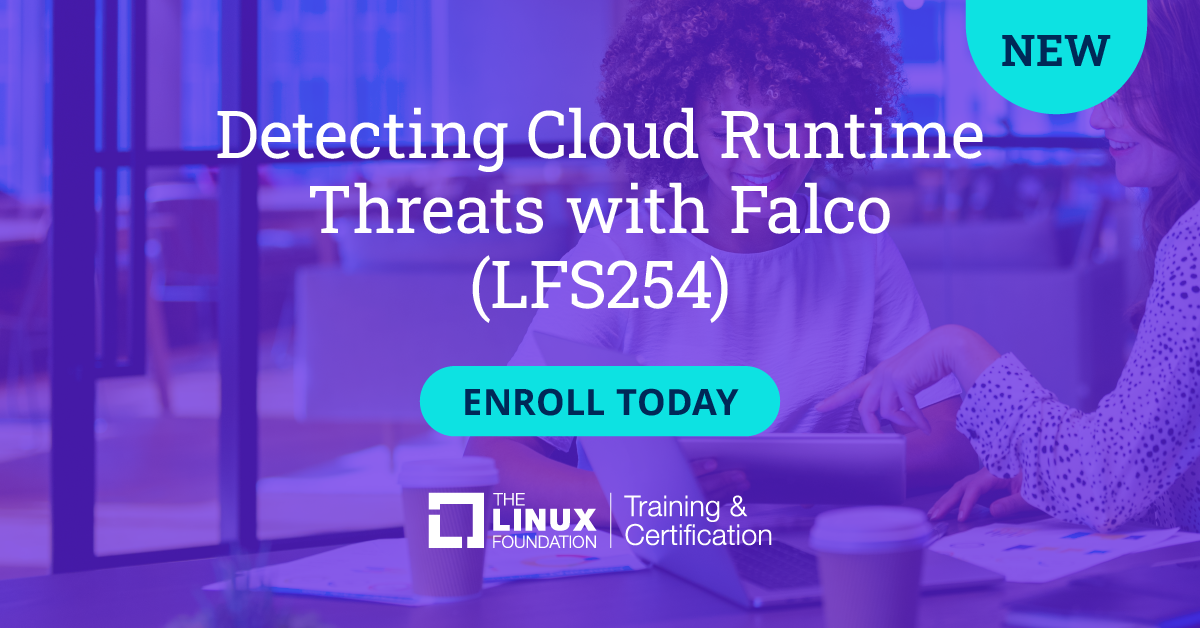 NEW
Detecting Cloud Runtime
Threats with Falco
(LFS254)
ENROLL TODAY
THE
LINUX
FOUNDATION
Training &
Certification